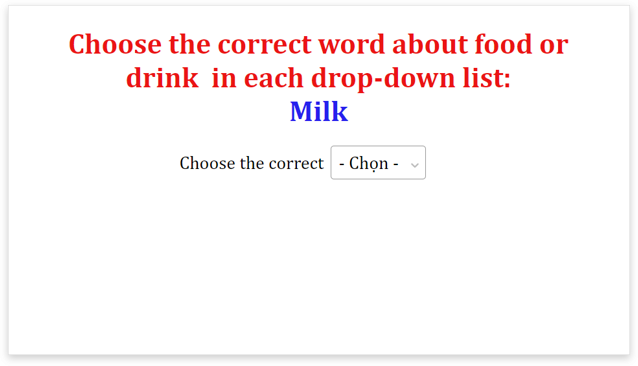 Choose the correct word about food or
drink  in each drop-down list:
Milk
Choose the correct - Chọn -